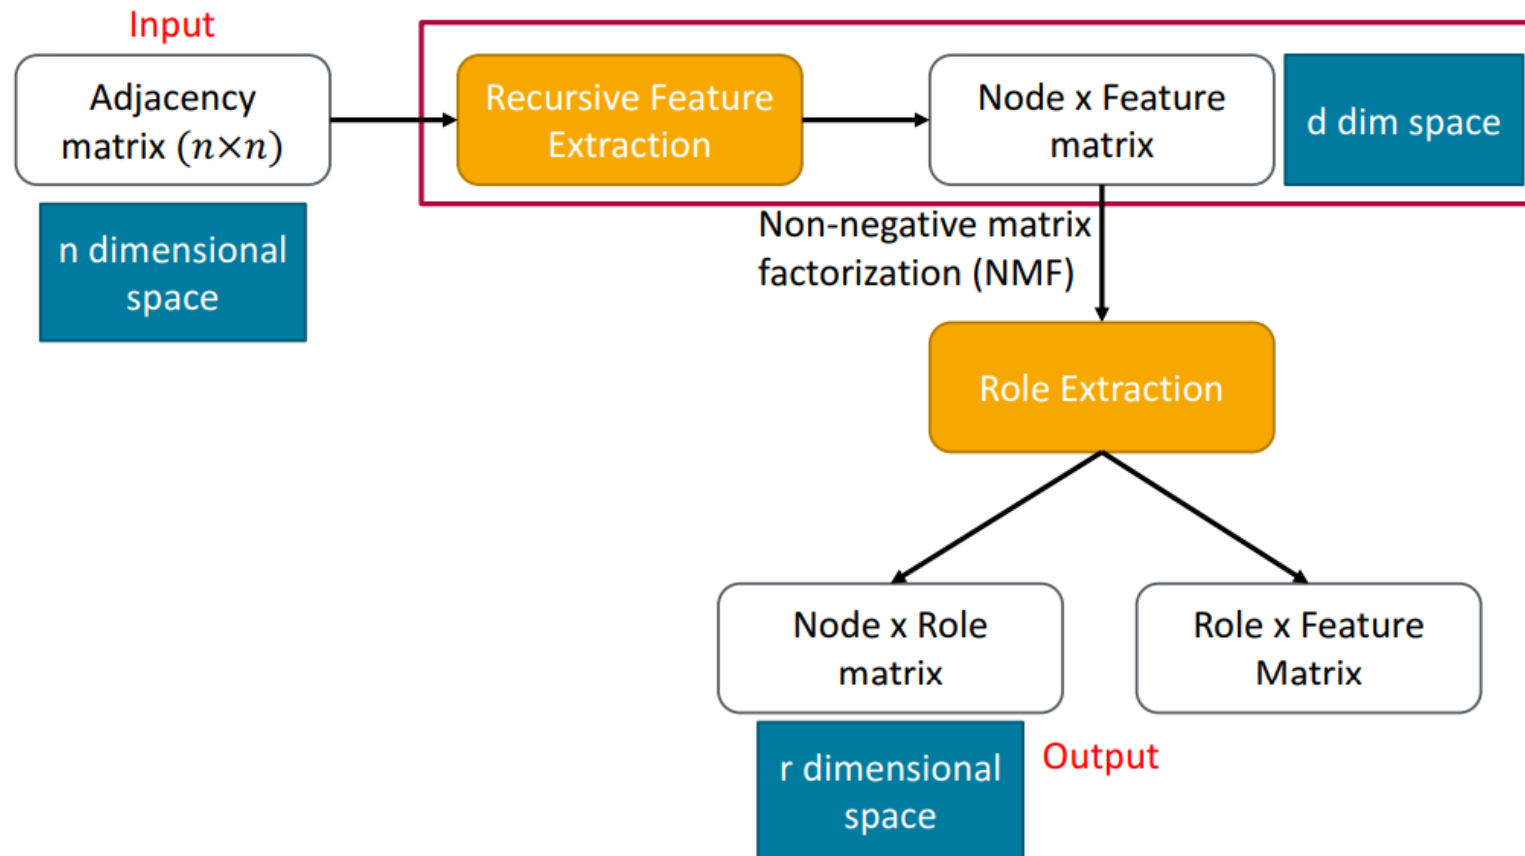 Input
Adjacency
matrix (n×n)
n dimensional
space
Recursive Feature
Extraction
Node x Feature
matrix
d dim space
Non-negative matrix
factorization (NMF)
Role Extraction
Node x Role
matrix
Role x Feature
Matrix
r dimensional
space
Output